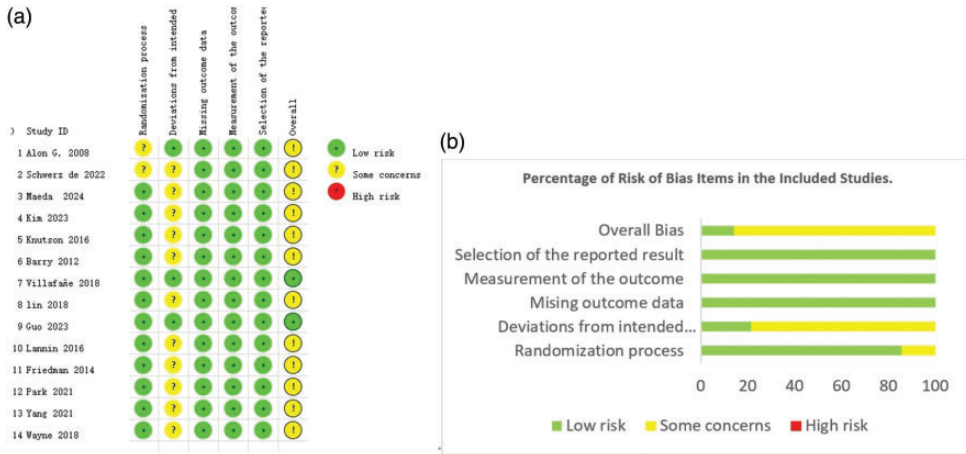 (a)
Randomization process
Deviations from intended
Missing outcome data
Measurement of the outcom
Selection of the reported
Overall
) Study ID
1 Alon G, 2008
2 Schwerz de 2022
3 Maeda 2024
4 Kim 2023
5 Knutson 2016
6 Barry 2012
7 Villafañe 2018
8 lin 2018
9 Guo 2023
10 Lannin 2016
11 Friedman 2014
12 Park 2021
13 Yang 2021
14 Wayne 2018
Low risk
Some concerns
High risk
(b)
Percentage of Risk of Bias Items in the Included Studies.
Overall Bias
Selection of the reported result
Measurement of the outcome
Mising outcome data
Deviations from intended...
Randomization process
0 20 40 60 80 100
Low risk Some concerns High risk